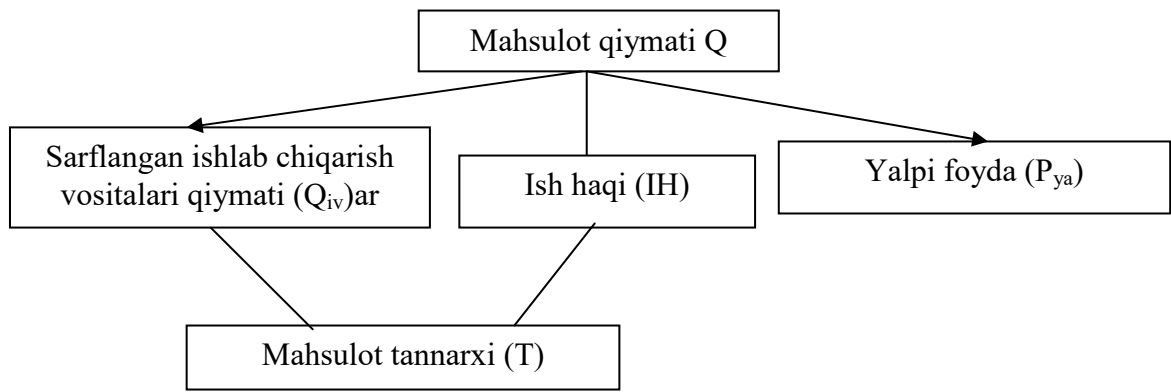 Mahsulot qiymati Q
Sarflangan ishlab chiqarish
vositalari qiymati (Qiv)ar
Ish haqi (IH)
Yalpi foyda (Pya)
Mahsulot tannarxi (T)